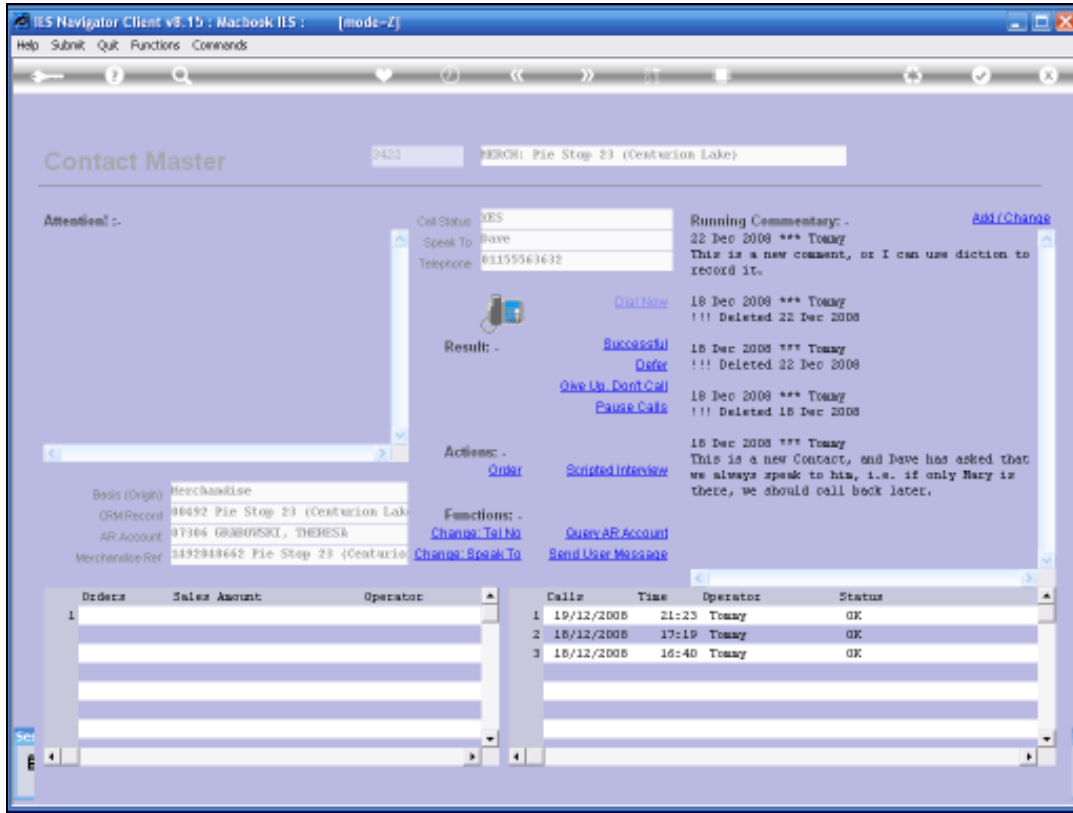 IES Navigator Client v8.15 : Macbook IES : [mode-Z]
Help Submit Quit Functions Commands
Contact Master
3422
MERCH: Pie Stop 23 (Centurion Lake)
Attention! :-
Call Status YES
Speak To Dave
Telephone 01155563632
Dial Now
Result: -
Successful
Defer
Give Up, Dont Call
Pause Calls
Actions: -
Order Scripted Interview
Functions: -
Change: Tel No Query AR Account
Change: Speak To Send User Message
Running Commentary: - Add / Change
22 Dec 2008 *** Tommy
This is a new comment, or I can use diction to
record it.
18 Dec 2008 *** Tommy
!!! Deleted 22 Dec 2008
18 Dec 2008 *** Tommy
!!! Deleted 22 Dec 2008
18 Dec 2008 *** Tommy
!!! Deleted 18 Dec 2008
18 Dec 2008 *** Tommy
This is a new Contact, and Dave has asked that
we always speak to him, i.e. if only Mary is
there, we should call back later.
Basis (Origin) Merchandise
CRM Record 00492 Pie Stop 23 (Centurion Lak
AR Account 07306 GRABOWSKI, THERESA
Merchandise Ref 1492848662 Pie Stop 23 (Centurio
Orders Sales Amount Operator
1
Calls Time Operator Status
1 19/12/2008 21:23 Tommy OK
2 18/12/2008 17:19 Tommy OK
3 18/12/2008 16:40 Tommy OK